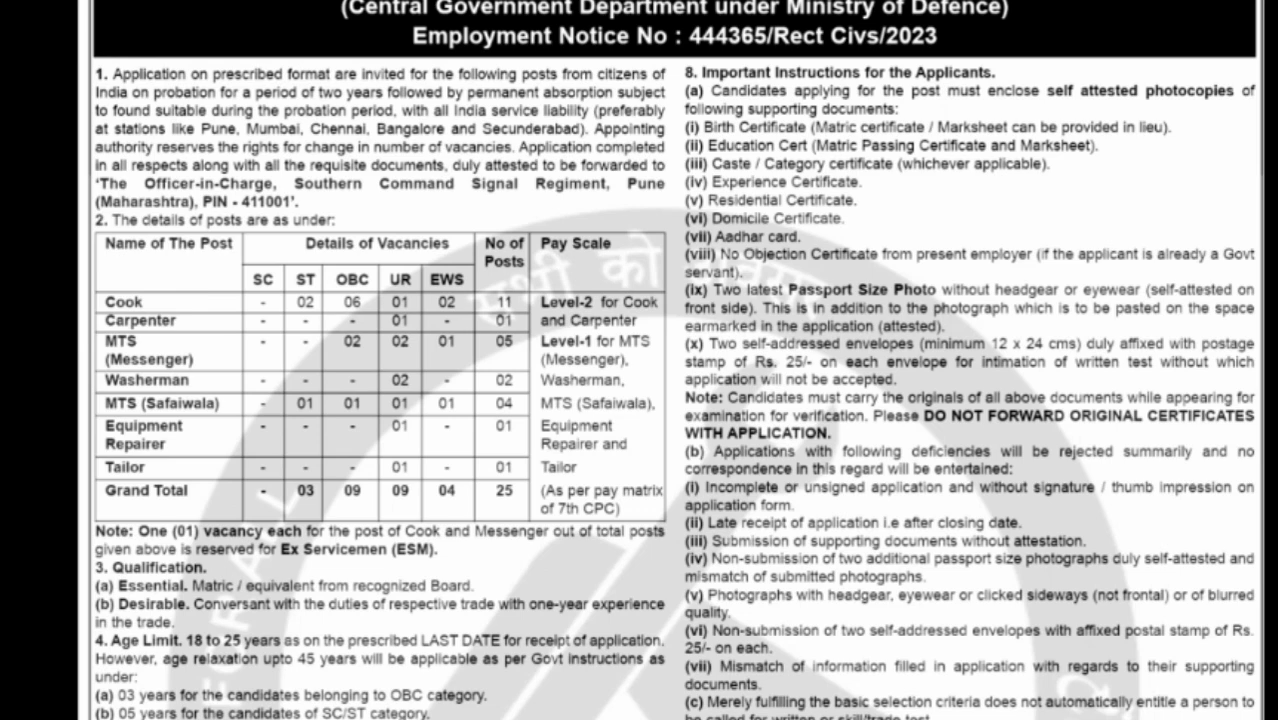 (Central Government Department under Ministry of Defence)
Employment Notice No : 444365/Rect Civs/2023
1. Application on prescribed format are invited for the following posts from citizens of
India on probation for a period of two years followed by permanent absorption subject
to found suitable during the probation period, with all India service liability (preferably
at stations like Pune, Mumbai, Chennai, Bangalore and Secunderabad). Appointing
authority reserves the rights for change in number of vacancies. Application completed
in all respects along with all the requisite documents, duly attested to be forwarded to
'The Officer-in-Charge, Southern Command Signal Regiment, Pune
(Maharashtra), PIN - 411001'.
2. The details of posts are as under:
Name of The Post Details of Vacancies No of Posts Pay Scale
SC ST OBC UR EWS
Cook - 02 06 01 02 11 Level-2 for Cook
Carpenter - - - 01 - 01 and Carpenter
MTS - - 02 02 01 05 Level-1 for MTS
(Messenger) (Messenger),
Washerman - - - 02 - 02 Washerman,
MTS (Safaiwala) - 01 01 01 01 04 MTS (Safaiwala),
Equipment - - - 01 - 01 Equipment
Repairer Repairer and
Tailor - - - 01 - 01 Tailor
Grand Total - 03 09 09 04 25 (As per pay matrix
of 7th CPC)
Note: One (01) vacancy each for the post of Cook and Messenger out of total posts
given above is reserved for Ex Servicemen (ESM).
3. Qualification.
(a) Essential. Matric / equivalent from recognized Board.
(b) Desirable. Conversant with the duties of respective trade with one-year experience
in the trade.
4. Age Limit. 18 to 25 years as on the prescribed LAST DATE for receipt of application.
However, age relaxation upto 45 years will be applicable as per Govt instructions as
under:
(a) 03 years for the candidates belonging to OBC category.
(b) 05 years for the candidates of SC/ST category.
8. Important Instructions for the Applicants.
(a) Candidates applying for the post must enclose self attested photocopies of
following supporting documents:
(i) Birth Certificate (Matric certificate / Marksheet can be provided in lieu).
(ii) Education Cert (Matric Passing Certificate and Marksheet).
(iii) Caste / Category certificate (whichever applicable).
(iv) Experience Certificate.
(v) Residential Certificate.
(vi) Domicile Certificate.
(vii) Aadhar card.
(viii) No Objection Certificate from present employer (if the applicant is already a Govt
servant).
(ix) Two latest Passport Size Photo without headgear or eyewear (self-attested on
front side). This is in addition to the photograph which is to be pasted on the space
earmarked in the application (attested).
(x) Two self-addressed envelopes (minimum 12 x 24 cms) duly affixed with postage
stamp of Rs. 25/- on each envelope for intimation of written test without which
application will not be accepted.
Note: Candidates must carry the originals of all above documents while appearing for
examination for verification. Please DO NOT FORWARD ORIGINAL CERTIFICATES
WITH APPLICATION.
(b) Applications with following deficiencies will be rejected summarily and no
correspondence in this regard will be entertained:
(i) Incomplete or unsigned application and without signature / thumb impression on
application form.
(ii) Late receipt of application i.e after closing date.
(iii) Submission of supporting documents without attestation.
(iv) Non-submission of two additional passport size photographs duly self-attested and
mismatch of submitted photographs.
(v) Photographs with headgear, eyewear or clicked sideways (not frontal) or of blurred
quality.
(vi) Non-submission of two self-addressed envelopes with affixed postal stamp of Rs.
25/- on each.
(vii) Mismatch of information filled in application with regards to their supporting
documents.
(c) Merely fulfilling the basic selection criteria does not automatically entitle a person to
be called for written or skill/trade test.